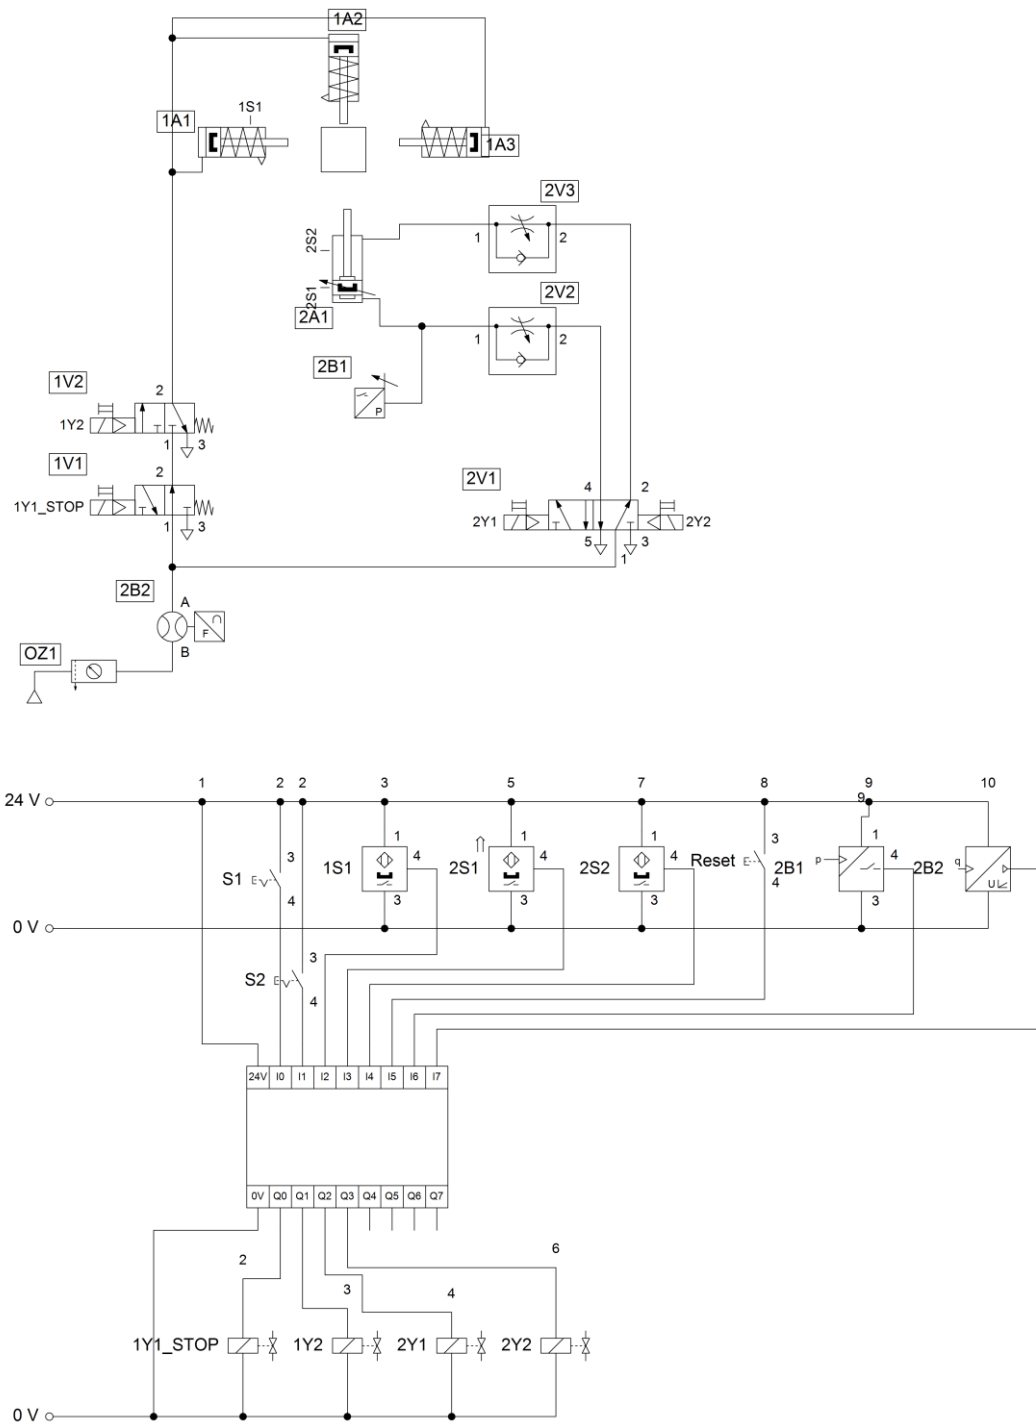 1A2
1S1
1A1
1A3
2V3
2S2
1 2
2S1
2V2
2A1
1 2
2B1
P
1V2
2
1Y2
1 3
1V1
2
2V1
4 2
1Y1_STOP
1 3
2Y1
2Y2
5 3
1
2B2
A
F
B
OZ1
1 2 2 3 5 7 8 9 10
24 V
9
3
1
1
1
3
1
S1
1S1
4
2S1
4
2S2
4
Reset
2B1
p
4
2B2
q
U
4
3
3
3
4
3
0 V
3
S2
4
24V I0 I1 I2 I3 I4 I5 I6 I7
0V Q0 Q1 Q2 Q3 Q4 Q5 Q6 Q7
2
3
4
6
1Y1_STOP
1Y2
2Y1
2Y2
0 V